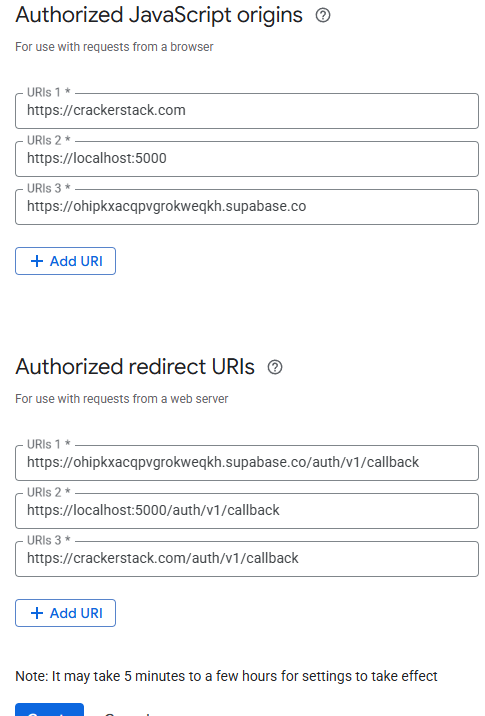 Authorized JavaScript origins
For use with requests from a browser
URIs 1 *
https://crackerstack.com
URIs 2 *
https://localhost:5000
URIs 3 *
https://ohipkxacqpvgrokweqkh.supabase.co
+ Add URI
Authorized redirect URIs
For use with requests from a web server
URIs 1 *
https://ohipkxacqpvgrokweqkh.supabase.co/auth/v1/callback
URIs 2 *
https://localhost:5000/auth/v1/callback
URIs 3 *
https://crackerstack.com/auth/v1/callback
+ Add URI
Note: It may take 5 minutes to a few hours for settings to take effect